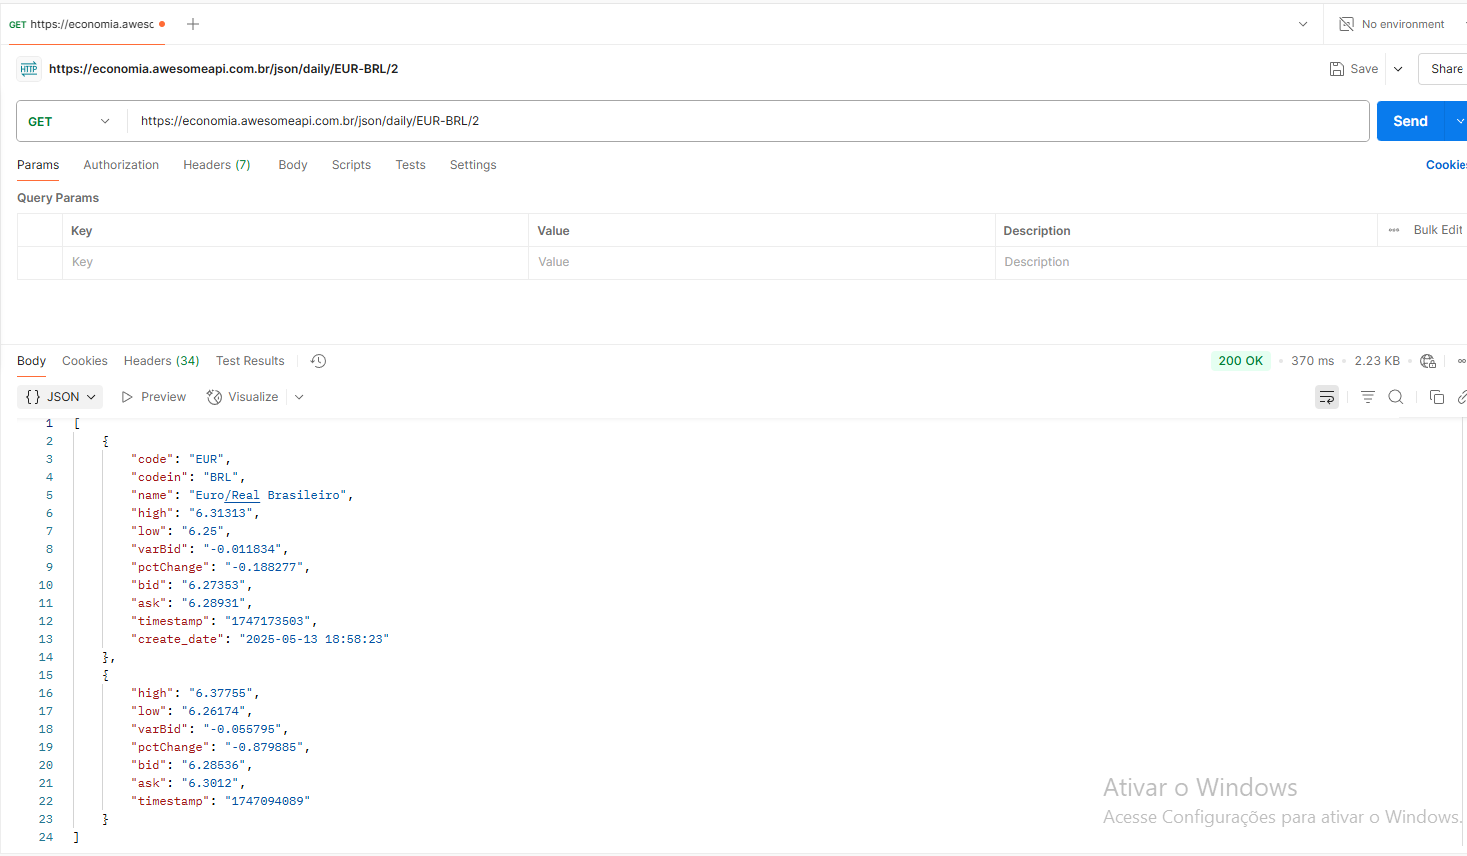 GET https://economia.awesc
No environment
HTTP https://economia.awesomeapi.com.br/json/daily/EUR-BRL/2
Save
Share
GET
https://economia.awesomeapi.com.br/json/daily/EUR-BRL/2
Send
Params Authorization Headers (7) Body Scripts Tests Settings
Cookies
Query Params
Key Value Description Bulk Edit
Key Value Description
Body Cookies Headers (34) Test Results
200 OK • 370 ms • 2.23 KB •
{} JSON Preview Visualize
1 [
2 {
3 "code": "EUR",
4 "codein": "BRL",
5 "name": "Euro/Real Brasileiro",
6 "high": "6.31313",
7 "low": "6.25",
8 "varBid": "-0.011834",
9 "pctChange": "-0.188277",
10 "bid": "6.27353",
11 "ask": "6.28931",
12 "timestamp": "1747173503",
13 "create_date": "2025-05-13 18:58:23"
14 },
15 {
16 "high": "6.37755",
17 "low": "6.26174",
18 "varBid": "-0.055795",
19 "pctChange": "-0.879885",
20 "bid": "6.28536",
21 "ask": "6.3012",
22 "timestamp": "1747094089"
23 }
24 ]
Ativar o Windows
Acesse Configurações para ativar o Windows.